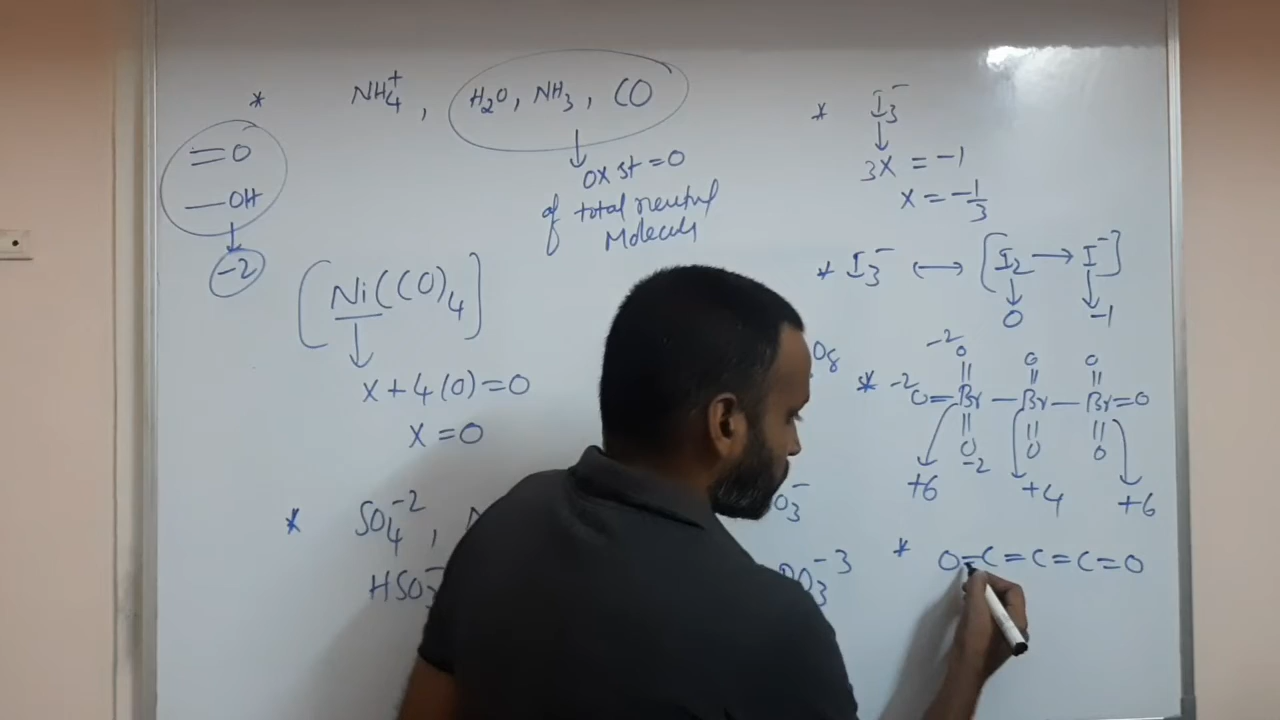 * NH₄⁺, H₂O, NH₃, CO
=O
—OH
-2
↓ ox st = 0
of total neutral
Molecule
[Ni(CO)₄]
x + 4(0) = 0
x = 0
* SO₄⁻²,
HSO₃⁻
O₃⁻
PO₃⁻³
* I₃⁻
3x = -1
x = -1/3
* I₃⁻ ↔ [I₂ → I⁻]
0 -1
O₈
-2 O O O
* -2 O=Br—Br—Br=O
O -2 O O
+6 +4 +6
* O=C=C=C=O